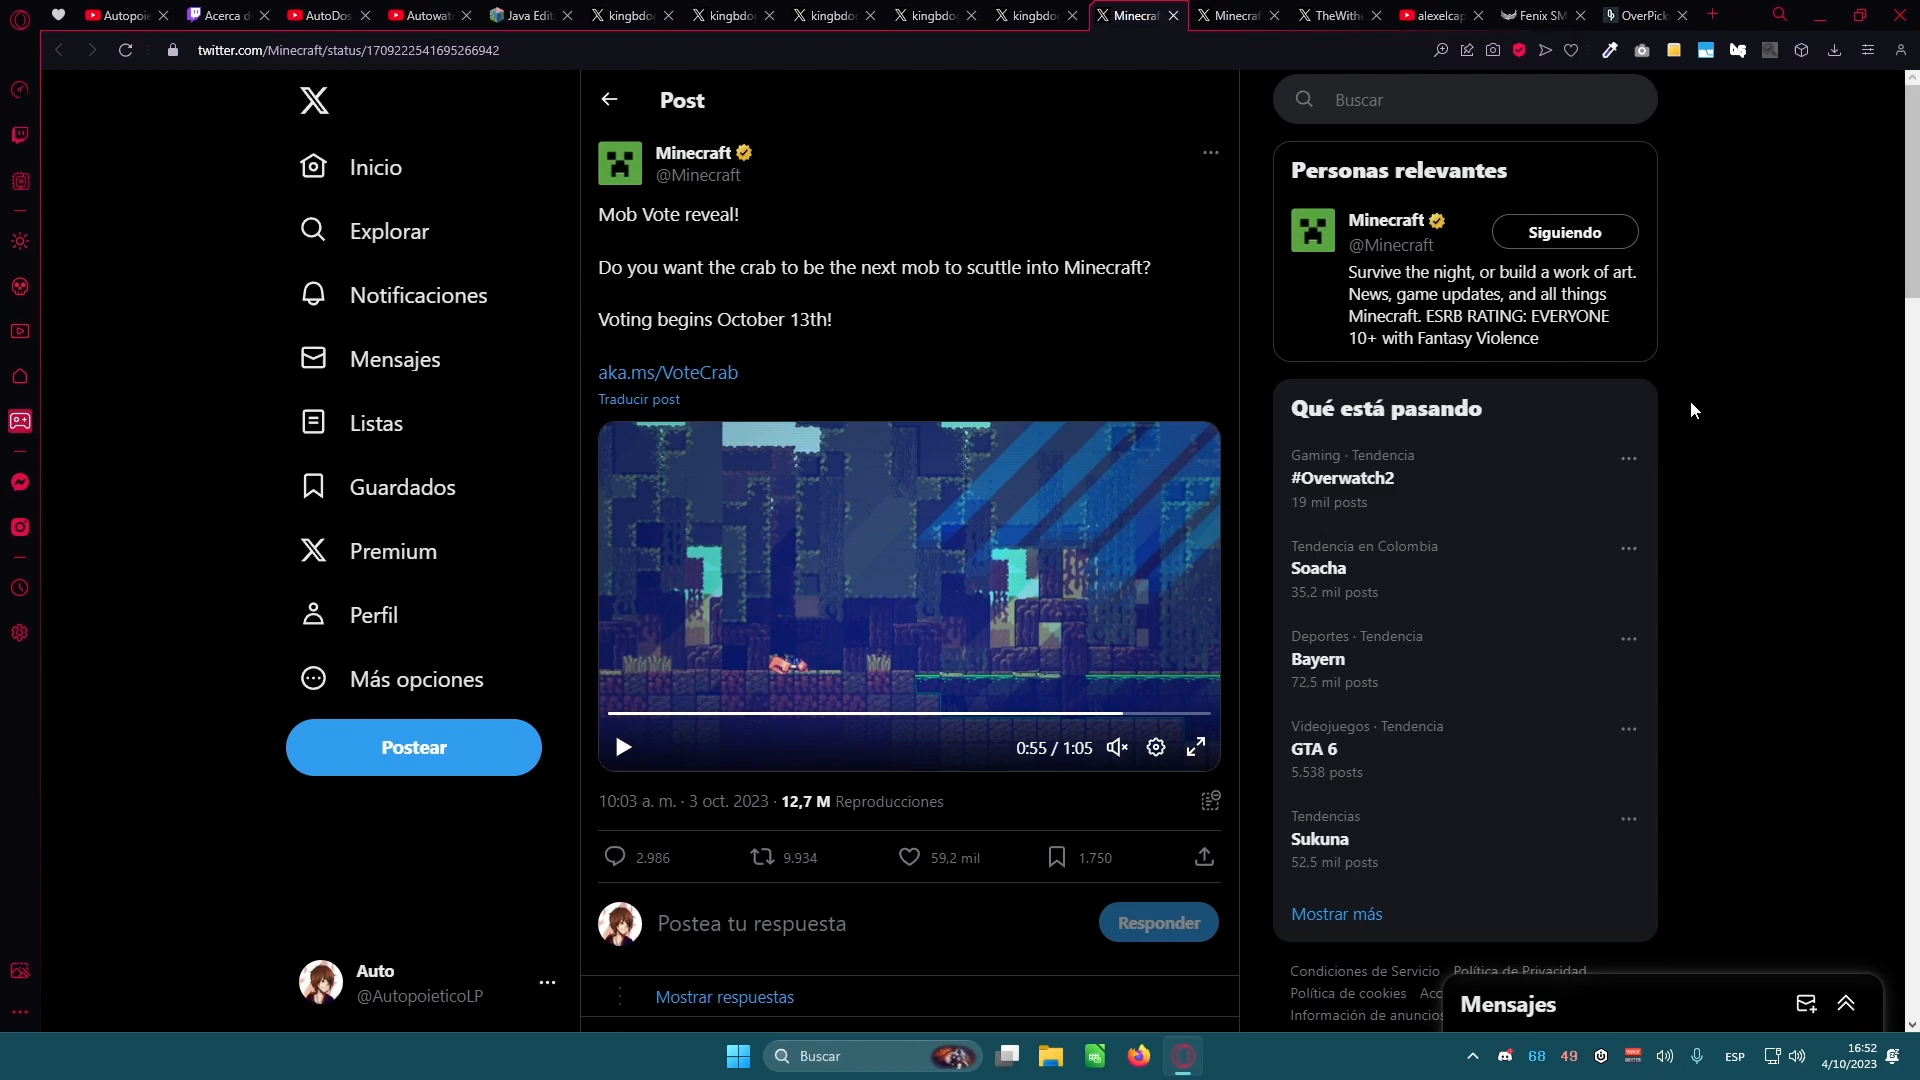 Autopoie
Acerca d
AutoDos
Autowat
Java Edit
kingbdo
kingbdo
kingbdo
kingbdo
kingbdo
Minecraf
Minecraf
TheWithe
alexelcap
Fenix SM
OverPick
twitter.com/Minecraft/status/1709222541695266942
Inicio
Explorar
Notificaciones
Mensajes
Listas
Guardados
Premium
Perfil
Más opciones
Postear
Auto
@AutopoieticoLP
Post
Minecraft
@Minecraft
Mob Vote reveal!
Do you want the crab to be the next mob to scuttle into Minecraft?
Voting begins October 13th!
aka.ms/VoteCrab
Traducir post
0:55 / 1:05
10:03 a. m. · 3 oct. 2023 · 12,7 M Reproducciones
2.986
9.934
59,2 mil
1.750
Postea tu respuesta
Responder
Mostrar respuestas
Buscar
Personas relevantes
Minecraft
@Minecraft
Siguiendo
Survive the night, or build a work of art.
News, game updates, and all things
Minecraft. ESRB RATING: EVERYONE
10+ with Fantasy Violence
Qué está pasando
Gaming · Tendencia
#Overwatch2
19 mil posts
Tendencia en Colombia
Soacha
35,2 mil posts
Deportes · Tendencia
Bayern
72,5 mil posts
Videojuegos · Tendencia
GTA 6
5.538 posts
Tendencias
Sukuna
52,5 mil posts
Mostrar más
Condiciones de Servicio Política de Privacidad
Política de cookies Acc
Información de anuncios
Mensajes
Buscar
68
49
ESP
16:52
4/10/2023